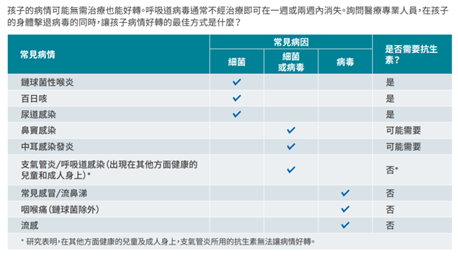 孩子的病情可能無需治療也能好轉。呼吸道病毒通常不經治療即可在一週或兩週內消失。詢問醫療專業人員，在孩子
的身體擊退病毒的同時，讓孩子病情好轉的最佳方式是什麼？
常見病情 常見病因 是否需要抗生素？
細菌 細菌或病毒 病毒
鏈球菌性喉炎 ✓ 是
百日咳 ✓ 是
尿道感染 ✓ 是
鼻竇感染 ✓ 可能需要
中耳感染發炎 ✓ 可能需要
支氣管炎/呼吸道感染（出現在其他方面健康的
兒童和成人身上）* ✓ 否*
常見感冒/流鼻涕 ✓ 否
咽喉痛（鏈球菌除外） ✓ 否
流感 ✓ 否
* 研究表明，在其他方面健康的兒童及成人身上，支氣管炎所用的抗生素無法讓病情好轉。